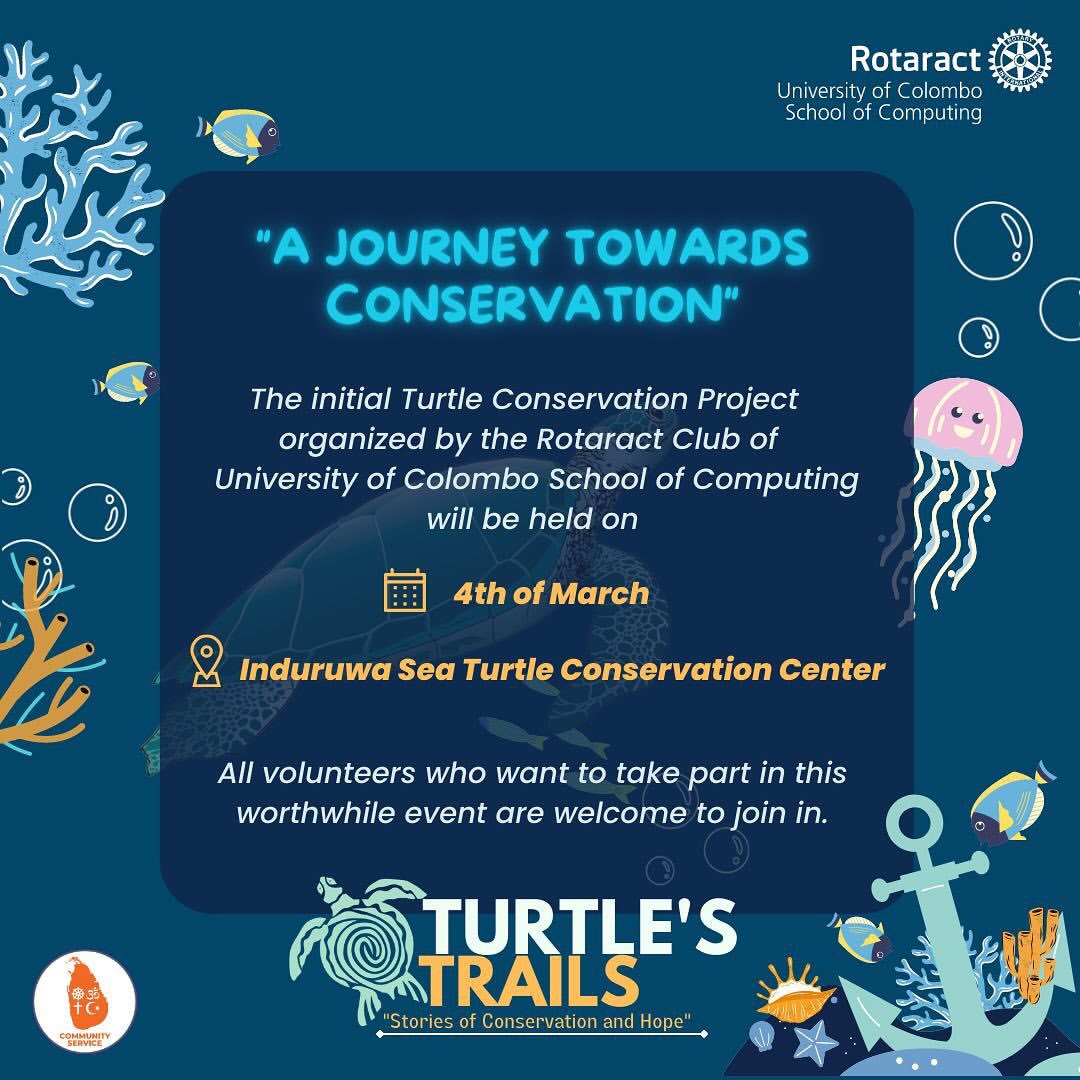 Rotaract
University of Colombo
School of Computing
ROTARY
INTERNATIONAL
"A JOURNEY TOWARDS
CONSERVATION"
The initial Turtle Conservation Project
organized by the Rotaract Club of
University of Colombo School of Computing
will be held on
4th of March
Induruwa Sea Turtle Conservation Center
All volunteers who want to take part in this
worthwhile event are welcome to join in.
TURTLE'S
TRAILS
"Stories of Conservation and Hope"
ॐ
COMMUNITY
SERVICE